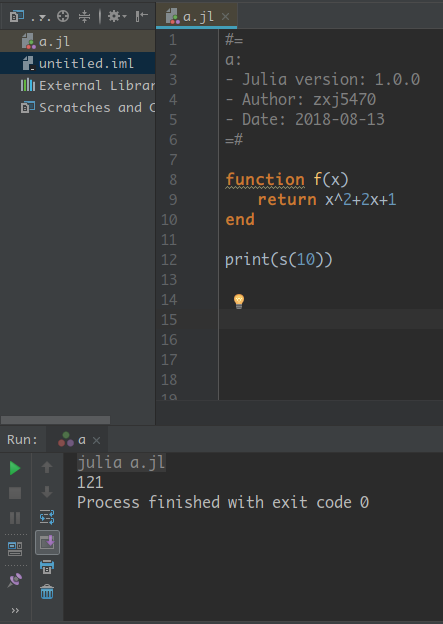 a.jl
a.jl
untitled.iml
External Librar
Scratches and C
1 #=
2 a:
3 - Julia version: 1.0.0
4 - Author: zxj5470
5 - Date: 2018-08-13
6 =#
7
8 function f(x)
9 return x^2+2x+1
10 end
11
12 print(s(10))
13
14
15
16
17
18
19
Run: a
julia a.jl
121
Process finished with exit code 0